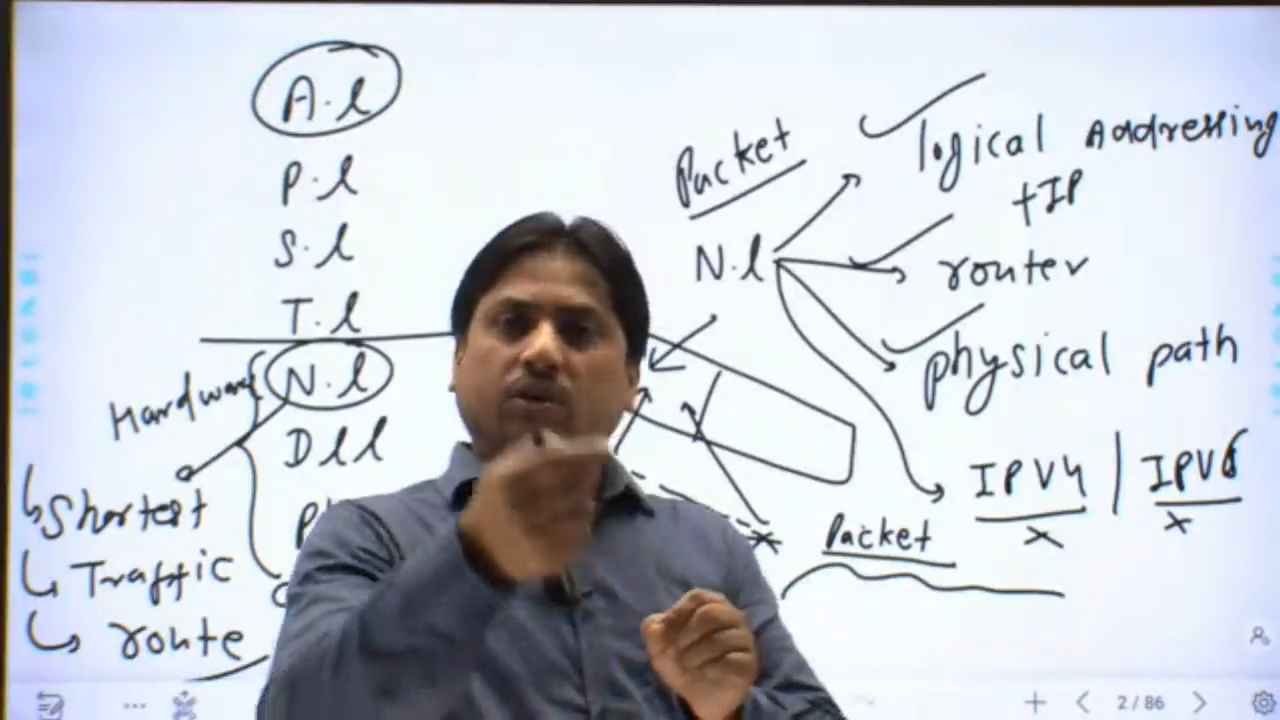 A.l
P.l
S.l
T.l
N.l
Dll
Hardware
Shortest
Traffic
route
Packet
N.l
logical Addressing
+IP
router
physical path
IPV4 | IPV6
x x
Packet
2/86